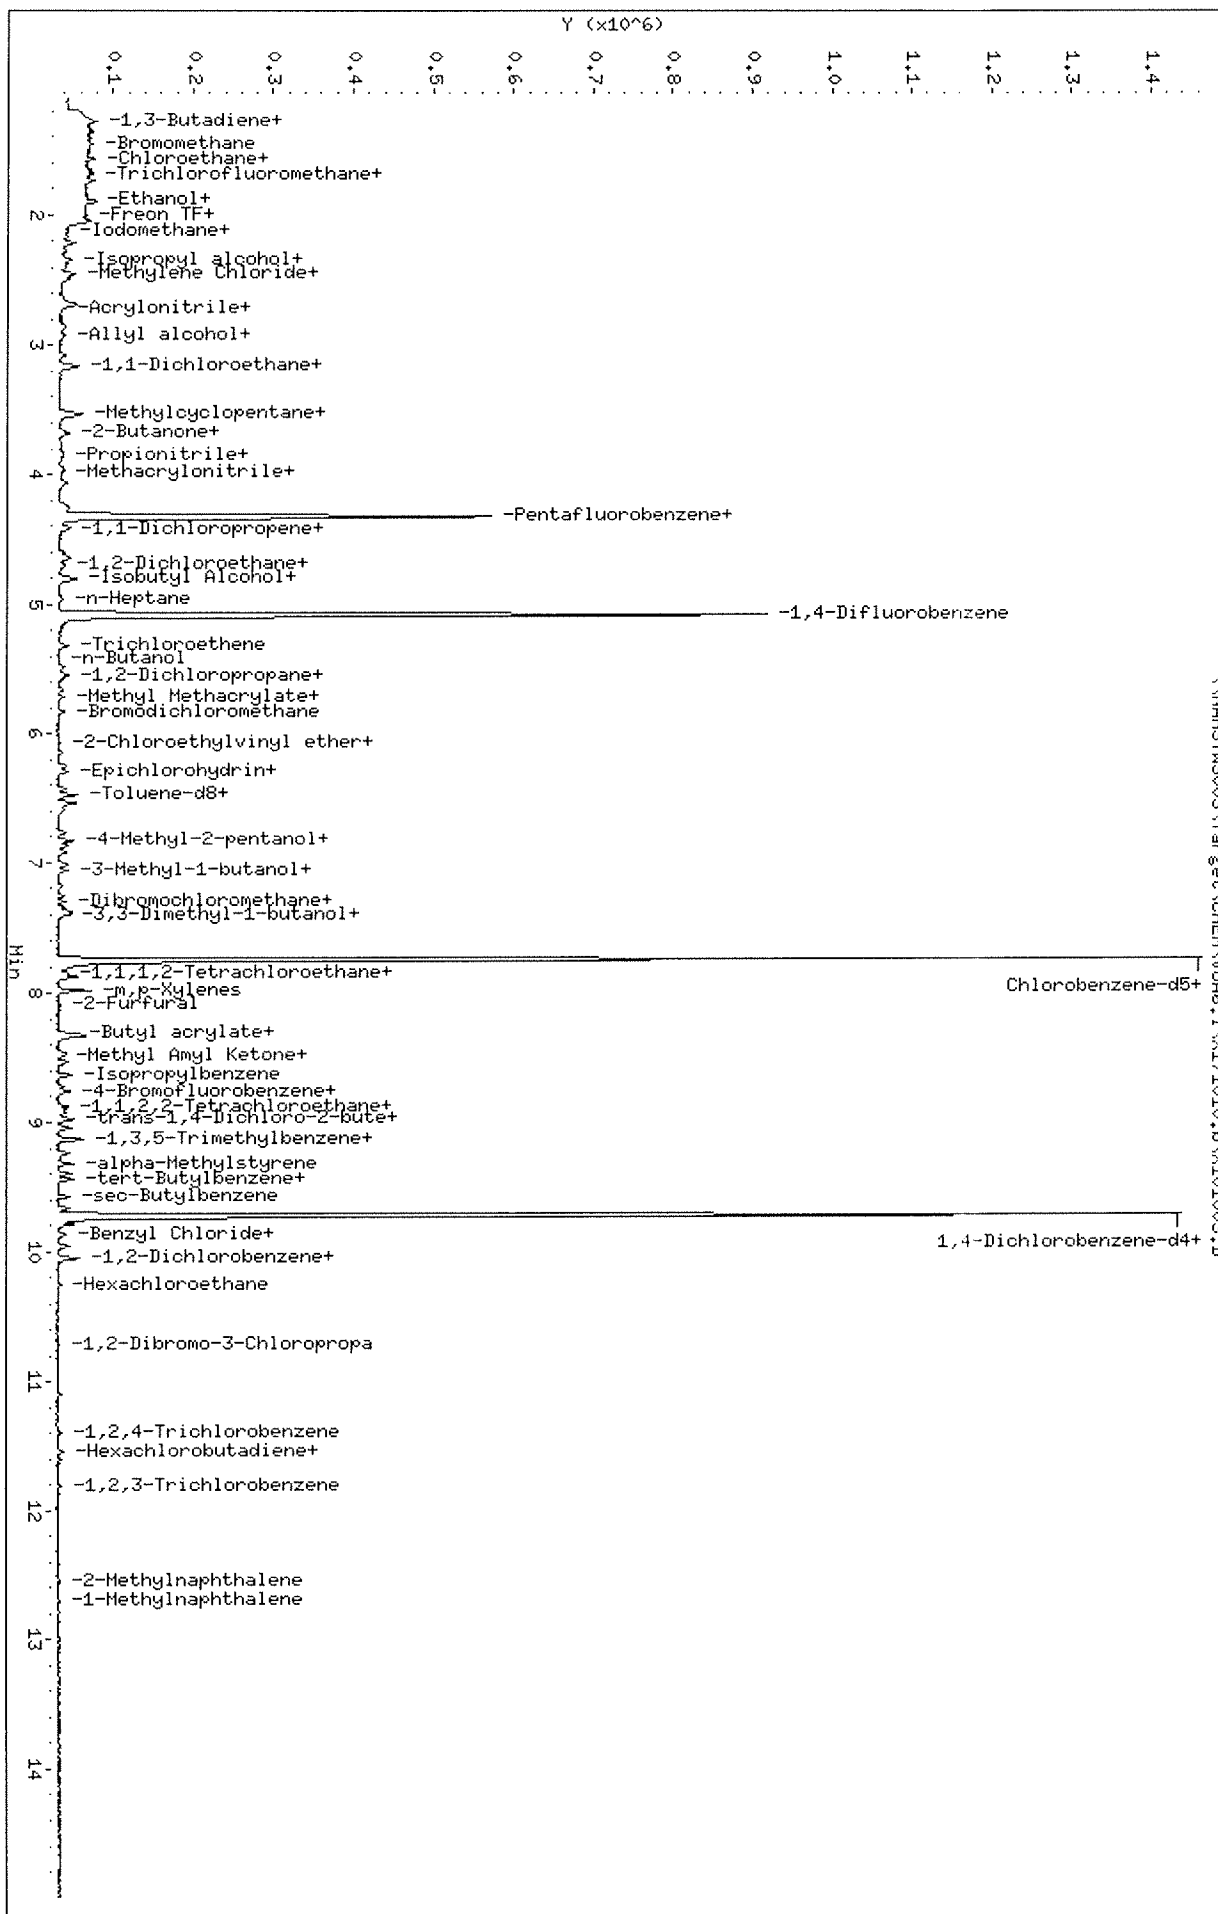 Y (x10^6)
0.1
0.2
0.3
0.4
0.5
0.6
0.7
0.8
0.9
1.0
1.1
1.2
1.3
1.4
-1,3-Butadiene+
-Bromomethane
-Chloroethane+
-Trichlorofluoromethane+
-Ethanol+
-Freon TF+
2
-Iodomethane+
-Isopropyl alcohol+
-Methylene Chloride+
-Acrylonitrile+
-Allyl alcohol+
3
-1,1-Dichloroethane+
-Methylcyclopentane+
-2-Butanone+
-Propionitrile+
-Methacrylonitrile+
4
-Pentafluorobenzene+
-1,1-Dichloropropene+
-1,2-Dichloroethane+
-Isobutyl Alcohol+
-n-Heptane
5
-1,4-Difluorobenzene
-Trichloroethene
-n-Butanol
-1,2-Dichloropropane+
-Methyl Methacrylate+
-Bromodichloromethane
6
-2-Chloroethylvinyl ether+
-Epichlorohydrin+
-Toluene-d8+
-4-Methyl-2-pentanol+
7
-3-Methyl-1-butanol+
-Dibromochloromethane+
-3,3-Dimethyl-1-butanol+
Min
-1,1,1,2-Tetrachloroethane+
Chlorobenzene-d5+
-m,p-Xylenes
8
-2-Furfural
-Butyl acrylate+
-Methyl Amyl Ketone+
-Isopropylbenzene
-4-Bromofluorobenzene+
-1,1,2,2-Tetrachloroethane+
-trans-1,4-Dichloro-2-bute+
9
-1,3,5-Trimethylbenzene+
-alpha-Methylstyrene
-tert-Butylbenzene+
-sec-Butylbenzene
-Benzyl Chloride+
1,4-Dichlorobenzene-d4+
10
-1,2-Dichlorobenzene+
-Hexachloroethane
-1,2-Dibromo-3-Chloropropa
11
-1,2,4-Trichlorobenzene
-Hexachlorobutadiene+
-1,2,3-Trichlorobenzene
12
-2-Methylnaphthalene
-1-Methylnaphthalene
13
14